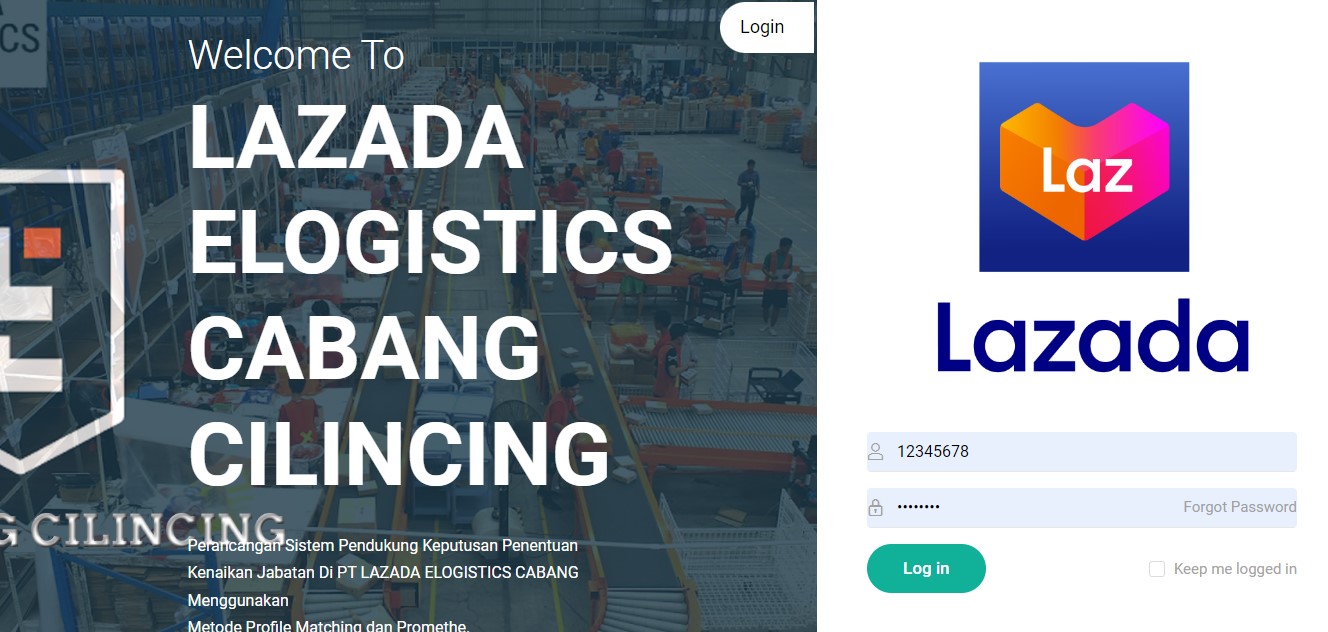 CS
Welcome To
LAZADA
ELOGISTICS
CABANG
CILINCING
G CILINCING
Perancangan Sistem Pendukung Keputusan Penentuan
Kenaikan Jabatan Di PT LAZADA ELOGISTICS CABANG
Menggunakan
Metode Profile Matching dan Promethe.
Login
Laz
Lazada
12345678
••••••••
Forgot Password
Log in
Keep me logged in